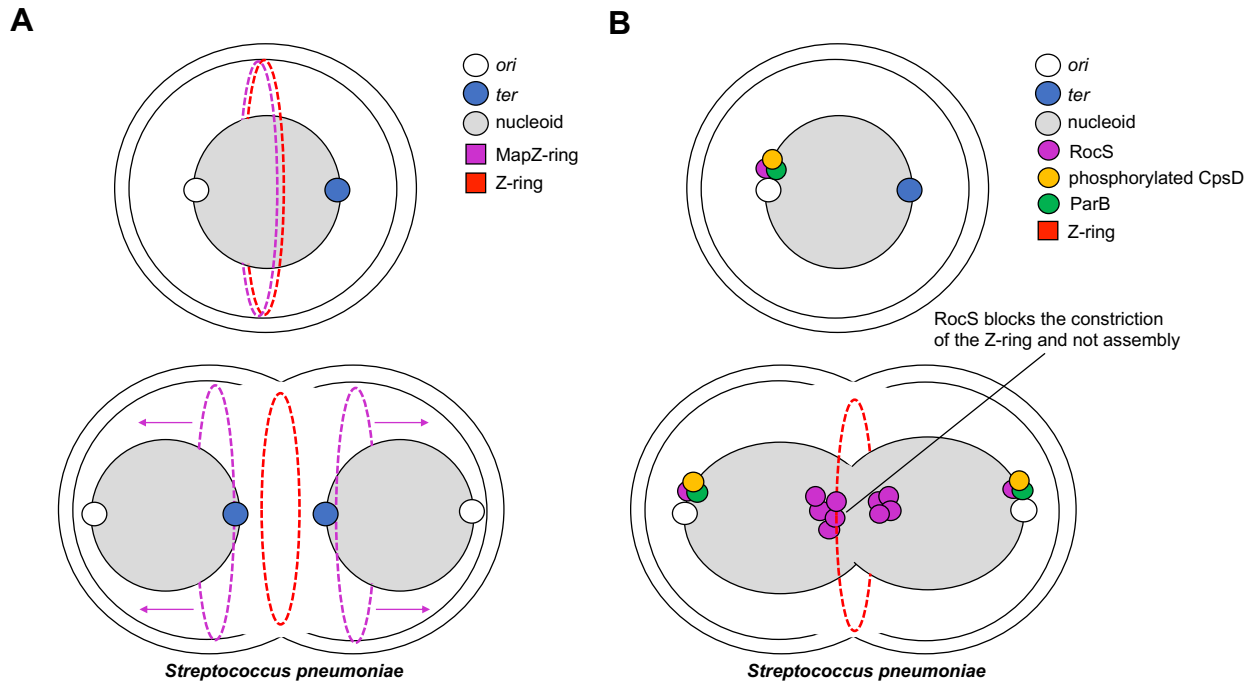 A
ori
ter
nucleoid
MapZ-ring
Z-ring
Streptococcus pneumoniae
B
ori
ter
nucleoid
RocS
phosphorylated CpsD
ParB
Z-ring
RocS blocks the constriction
of the Z-ring and not assembly
Streptococcus pneumoniae